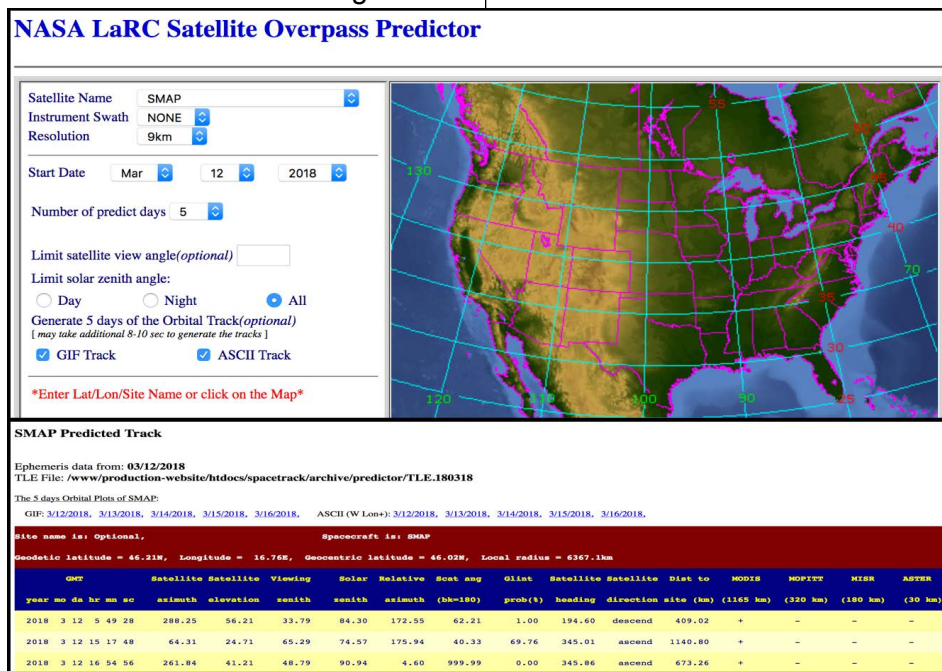 NASA LaRC Satellite Overpass Predictor
Satellite Name SMAP
Instrument Swath NONE
Resolution 9km
Start Date Mar 12 2018
Number of predict days 5
Limit satellite view angle(optional)
Limit solar zenith angle:
Day Night All
Generate 5 days of the Orbital Track(optional)
[ may take additional 8-10 sec to generate the tracks ]
GIF Track ASCII Track
*Enter Lat/Lon/Site Name or click on the Map*
55
130
40
70
35
30
120 110 100 90 25
SMAP Predicted Track
Ephemeris data from: 03/12/2018
TLE File: /www/production-website/htdocs/spacetrack/archive/predictor/TLE.180318
The 5 days Orbital Plots of SMAP:
GIF: 3/12/2018, 3/13/2018, 3/14/2018, 3/15/2018, 3/16/2018, ASCII (W Lon+): 3/12/2018, 3/13/2018, 3/14/2018, 3/15/2018, 3/16/2018,
Site name is: Optional, Spacecraft is: SMAP
Geodetic latitude = 46.21N, Longitude = 16.76E, Geocentric latitude = 46.02N, Local radius = 6367.1km
GMT Satellite Satellite Viewing Solar Relative Scat ang Glint Satellite Satellite Dist to MODIS MOPITT MISR ASTER
year mo da hr mn sc azimuth elevation zenith zenith azimuth (bk=180) prob(%) heading direction site (km) (1165 km) (320 km) (180 km) (30 km)
2018 3 12 5 49 28 288.25 56.21 33.79 84.30 172.55 62.21 1.00 194.60 descend 409.02 + - - -
2018 3 12 15 17 48 64.31 24.71 65.29 74.57 175.94 40.33 69.76 345.01 ascend 1140.80 + - - -
2018 3 12 16 54 56 261.84 41.21 48.79 90.94 4.60 999.99 0.00 345.86 ascend 673.26 + - - -